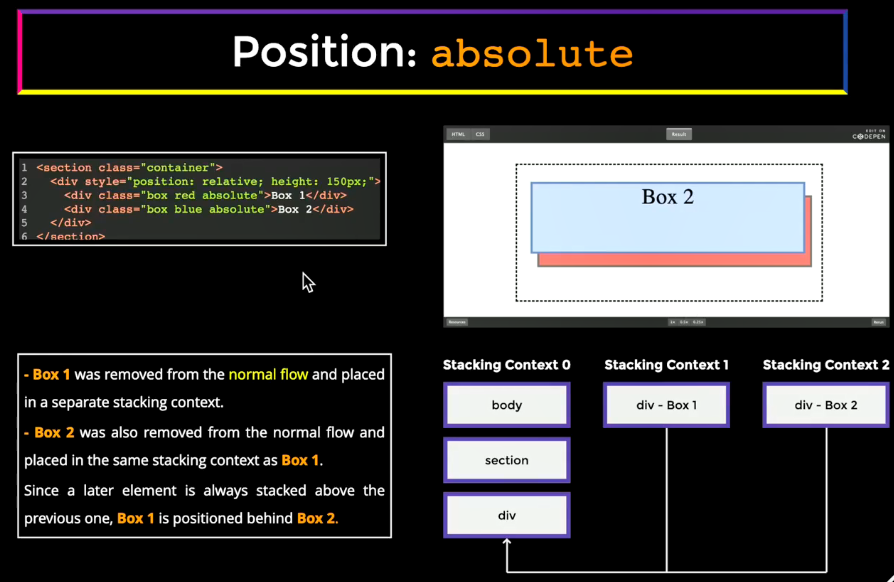 Position: absolute
1 <section class="container">
2 <div style="position: relative; height: 150px;">
3 <div class="box red absolute">Box 1</div>
4 <div class="box blue absolute">Box 2</div>
5 </div>
6 </section>
HTML CSS Result EDIT ON CODEPEN
Box 2
Resources 1x 0.5x 0.25x Rerun
- Box 1 was removed from the normal flow and placed
in a separate stacking context.
- Box 2 was also removed from the normal flow and
placed in the same stacking context as Box 1.
Since a later element is always stacked above the
previous one, Box 1 is positioned behind Box 2.
Stacking Context 0 Stacking Context 1 Stacking Context 2
body div - Box 1 div - Box 2
section
div